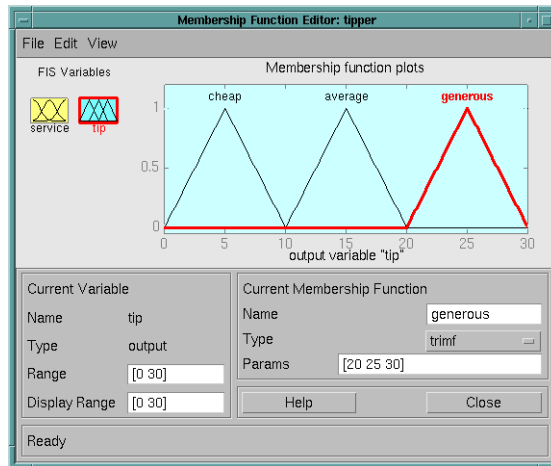 Membership Function Editor: tipper
File Edit View
FIS Variables
service
tip
Membership function plots
cheap average generous
1
0.5
0
0 5 10 15 20 25 30
output variable "tip"
Current Variable
Name tip
Type output
Range [0 30]
Display Range [0 30]
Current Membership Function
Name generous
Type trimf
Params [20 25 30]
Help Close
Ready